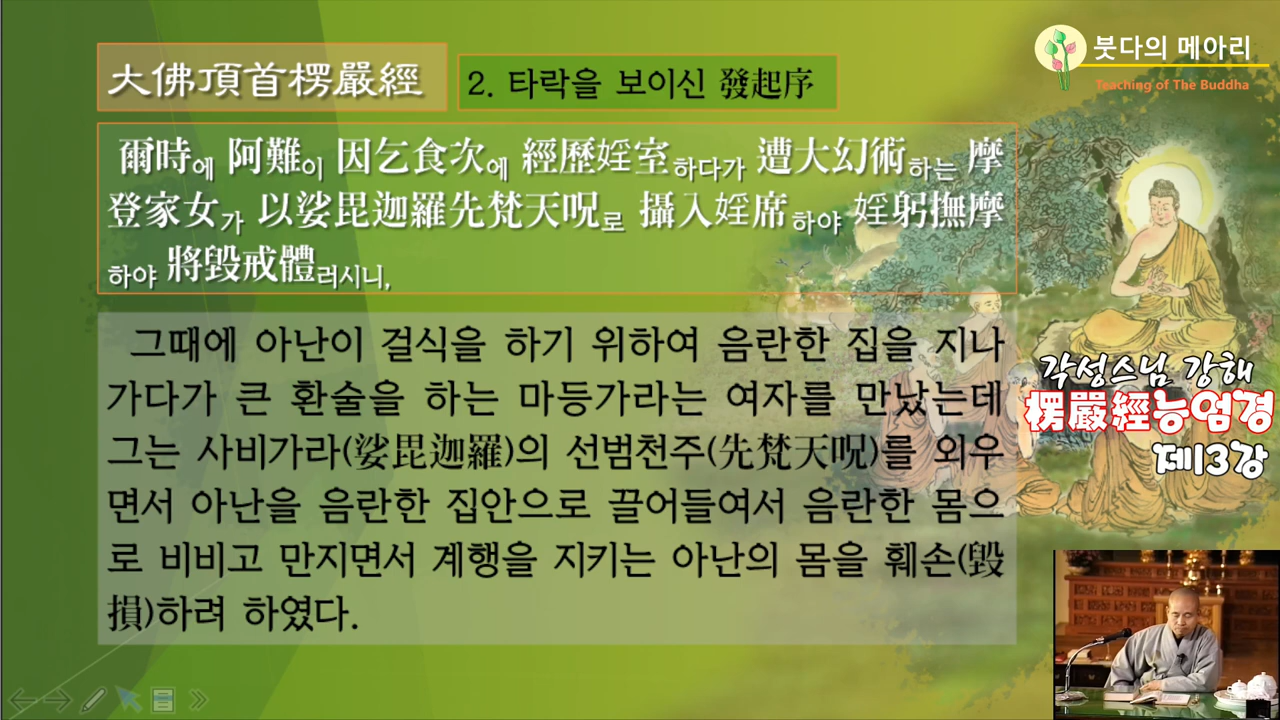 大佛頂首楞嚴經
2. 타락을 보이신 發起序
붓다의 메아리
Teaching of The Buddha
爾時에 阿難이 因乞食次에 經歷婬室하다가 遭大幻術하는 摩
登家女가 以娑毘迦羅先梵天呪로 攝入婬席하야 婬躬撫摩
하야 將毁戒體러시니,
그때에 아난이 걸식을 하기 위하여 음란한 집을 지나
가다가 큰 환술을 하는 마등가라는 여자를 만났는데
그는 사비가라(娑毘迦羅)의 선범천주(先梵天呪)를 외우
면서 아난을 음란한 집안으로 끌어들여서 음란한 몸으
로 비비고 만지면서 계행을 지키는 아난의 몸을 훼손(毁
損)하려 하였다.
각성스님 강해
楞嚴經능엄경
제13강